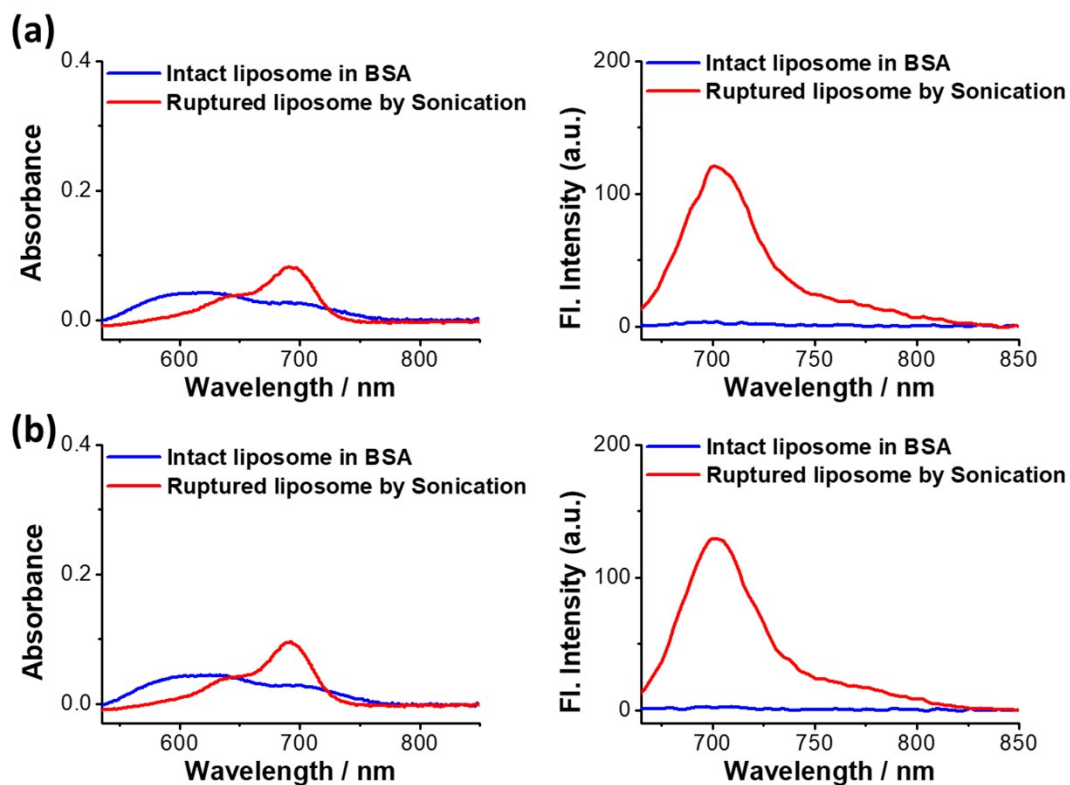 (a)
0.4
0.2
0.0
Absorbance
Intact liposome in BSA
Ruptured liposome by Sonication
600 700 800
Wavelength / nm
200
100
0
Fl. Intensity (a.u.)
Intact liposome in BSA
Ruptured liposome by Sonication
700 750 800 850
Wavelength / nm
(b)
0.4
0.2
0.0
Absorbance
Intact liposome in BSA
Ruptured liposome by Sonication
600 700 800
Wavelength / nm
200
100
0
Fl. Intensity (a.u.)
Intact liposome in BSA
Ruptured liposome by Sonication
700 750 800 850
Wavelength / nm